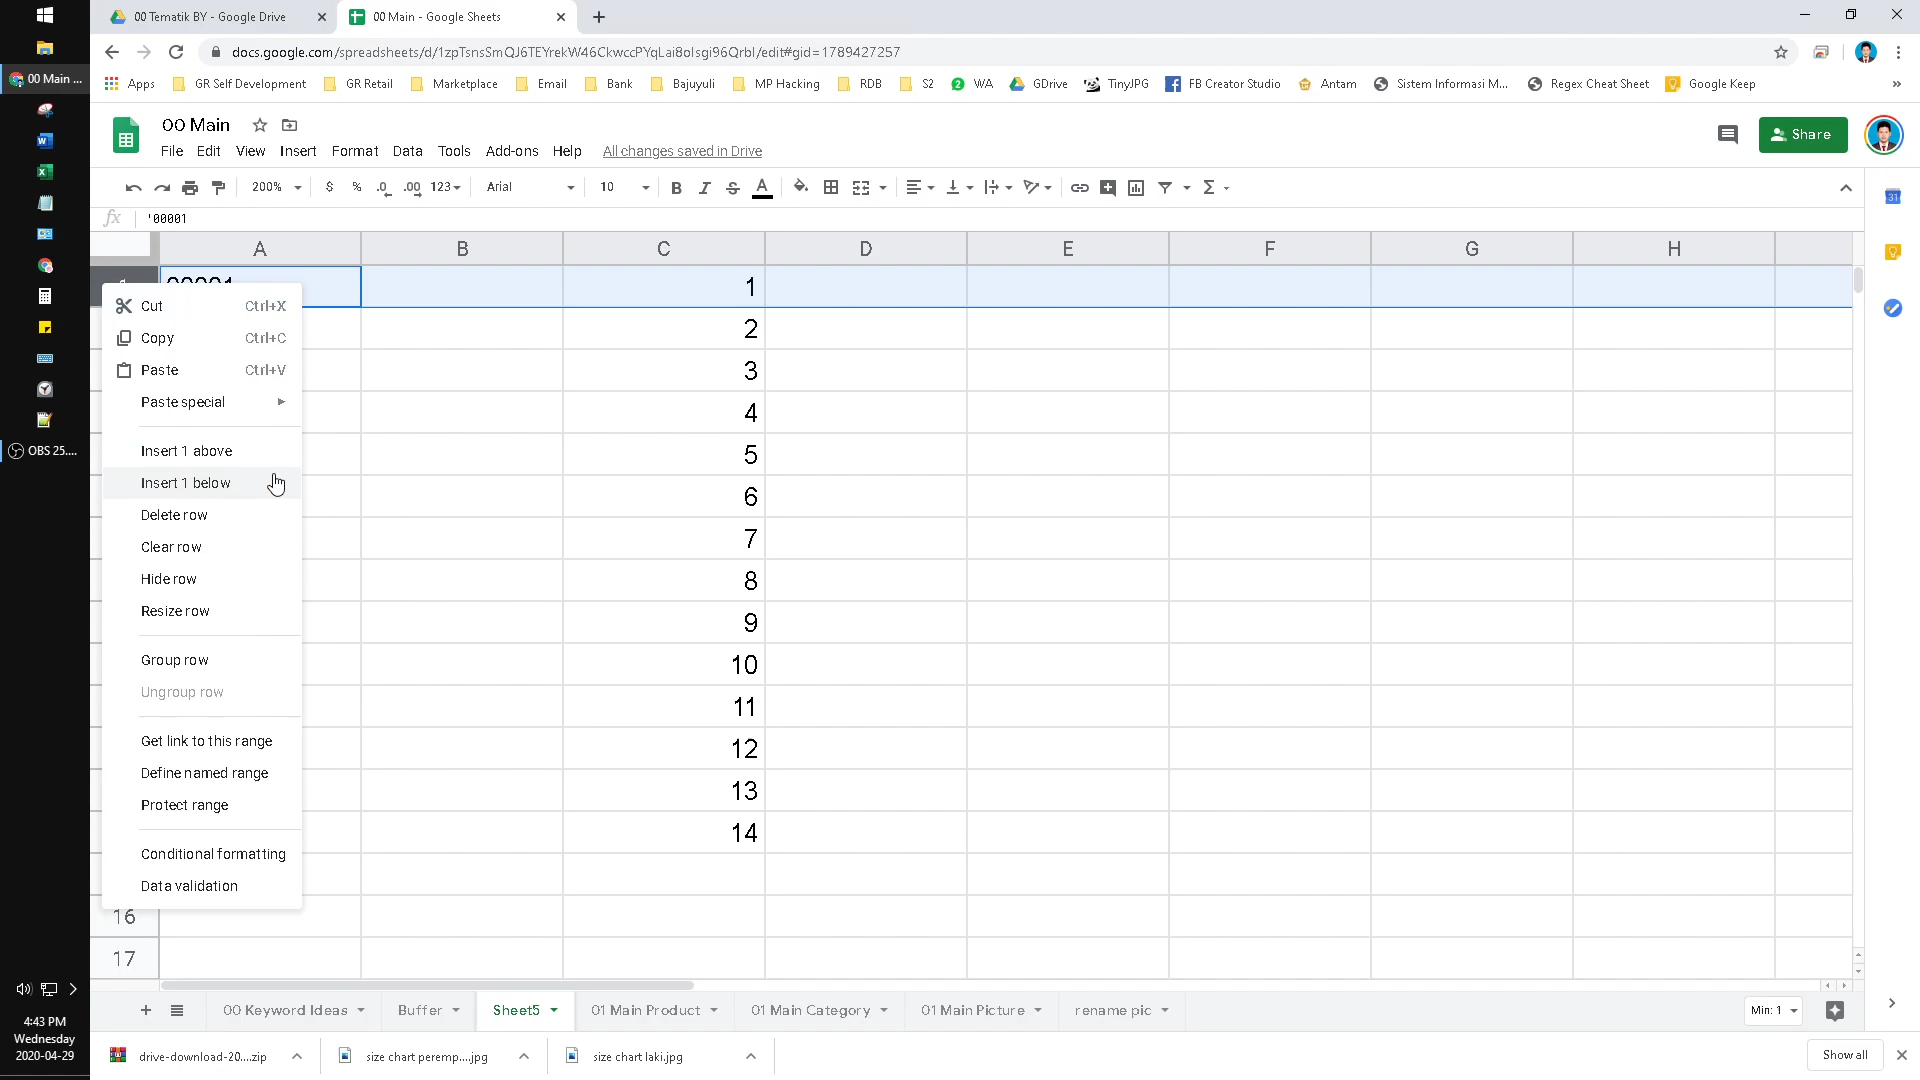 00 Tematik BY - Google Drive
00 Main - Google Sheets
00 Main ...
docs.google.com/spreadsheets/d/1zpTsnsSmQJ6TEYrekW46CkwccPYqLai8olsgi96QrbI/edit#gid=1789427257
Apps GR Self Development GR Retail Marketplace Email Bank Bajuyuli MP Hacking RDB S2 WA GDrive TinyJPG FB Creator Studio Antam Sistem Informasi M... Regex Cheat Sheet Google Keep »
00 Main
Share
File Edit View Insert Format Data Tools Add-ons Help All changes saved in Drive
200% $ % .0 .00 123 Arial 10 B I S A Σ
fx '00001
A B C D E F G H
1
2
3
4
5
6
7
8
9
10
11
12
13
14
Cut Ctrl+X
Copy Ctrl+C
Paste Ctrl+V
Paste special
Insert 1 above
Insert 1 below
Delete row
Clear row
Hide row
Resize row
Group row
Ungroup row
Get link to this range
Define named range
Protect range
Conditional formatting
Data validation
16
17
OBS 25....
31
00 Keyword Ideas Buffer Sheet5 01 Main Product 01 Main Category 01 Main Picture rename pic Min: 1
4:43 PM
Wednesday
2020-04-29
drive-download-20....zip size chart peremp....jpg size chart laki.jpg Show all